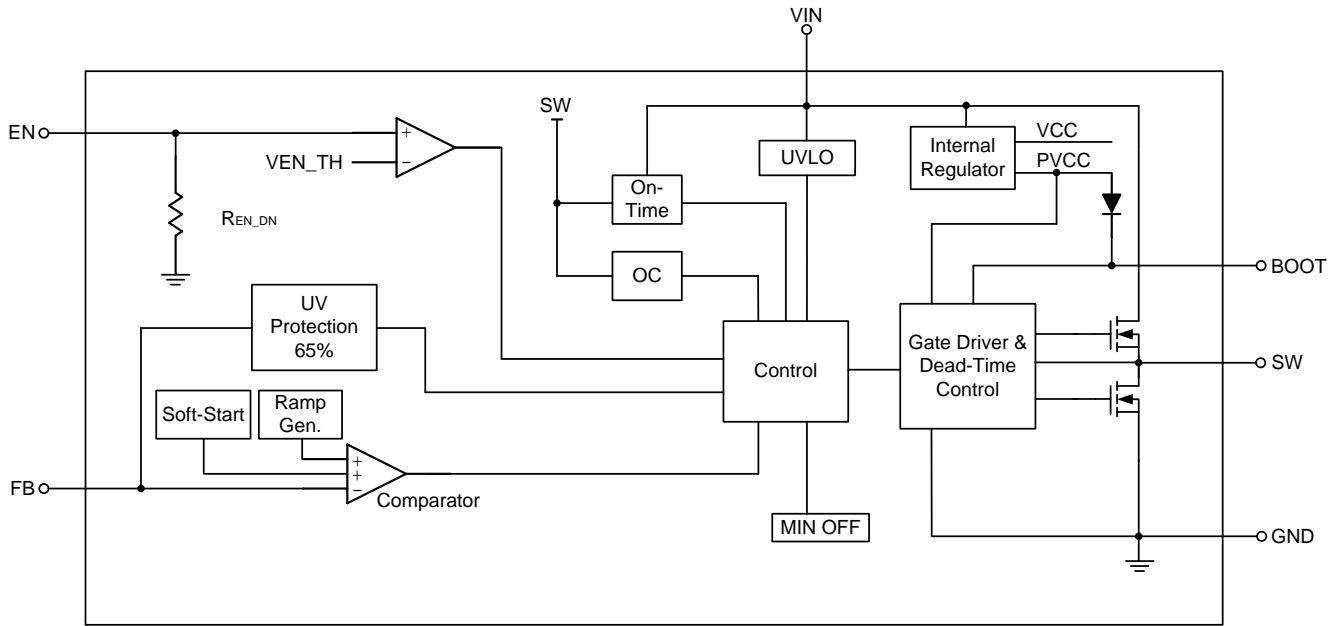 VIN
EN
+
−
VEN_TH
REN_DN
SW
On-
Time
OC
UVLO
Internal
Regulator
VCC
PVCC
BOOT
UV
Protection
65%
Control
Gate Driver &
Dead-Time
Control
SW
Soft-Start
Ramp
Gen.
+
+
−
Comparator
FB
MIN OFF
GND